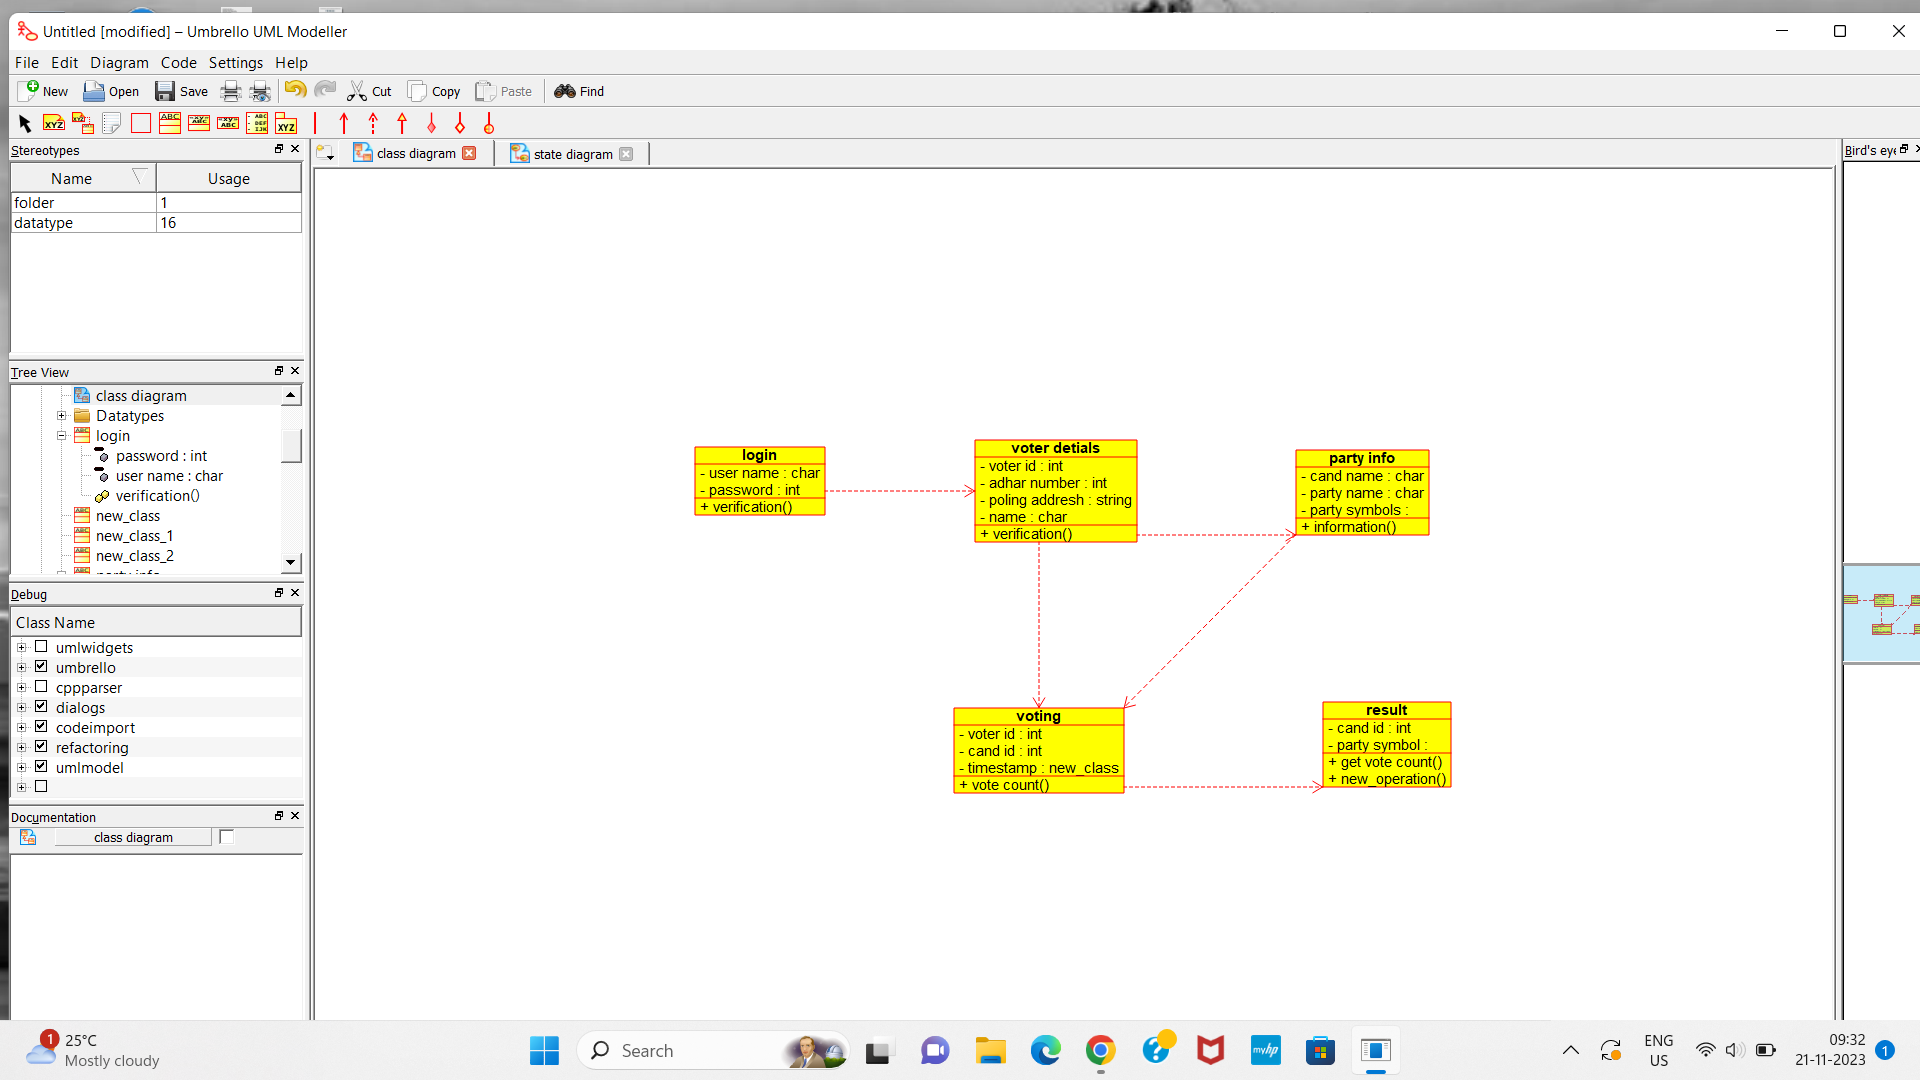 Untitled [modified] – Umbrello UML Modeller
File Edit Diagram Code Settings Help
New Open Save Cut Copy Paste Find
Stereotypes
Name Usage
folder 1
datatype 16
class diagram state diagram
Bird's eye
Tree View
class diagram
Datatypes
login
password : int
user name : char
verification()
new_class
new_class_1
new_class_2
party info
Debug
Class Name
umlwidgets
umbrello
cppparser
dialogs
codeimport
refactoring
umlmodel
Documentation
class diagram
login
- user name : char
- password : int
+ verification()
voter detials
- voter id : int
- adhar number : int
- poling addresh : string
- name : char
+ verification()
party info
- cand name : char
- party name : char
- party symbols :
+ information()
voting
- voter id : int
- cand id : int
- timestamp : new_class
+ vote count()
result
- cand id : int
- party symbol :
+ get vote count()
+ new_operation()
1
25°C
Mostly cloudy
Search
myhp
ENG
US
09:32
21-11-2023
1